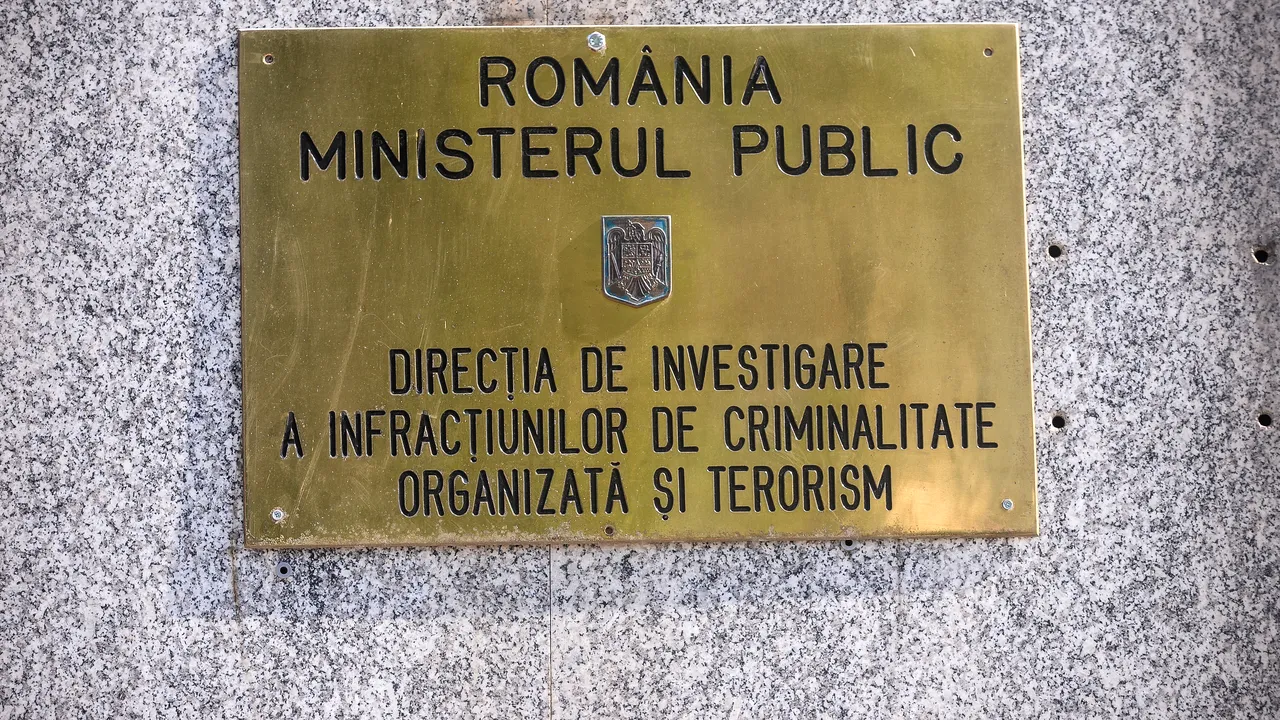 ROMÂNIA
MINISTERUL PUBLIC
DIRECȚIA DE INVESTIGARE
A INFRACȚIUNILOR DE CRIMINALITATE
ORGANIZATĂ ȘI TERORISM